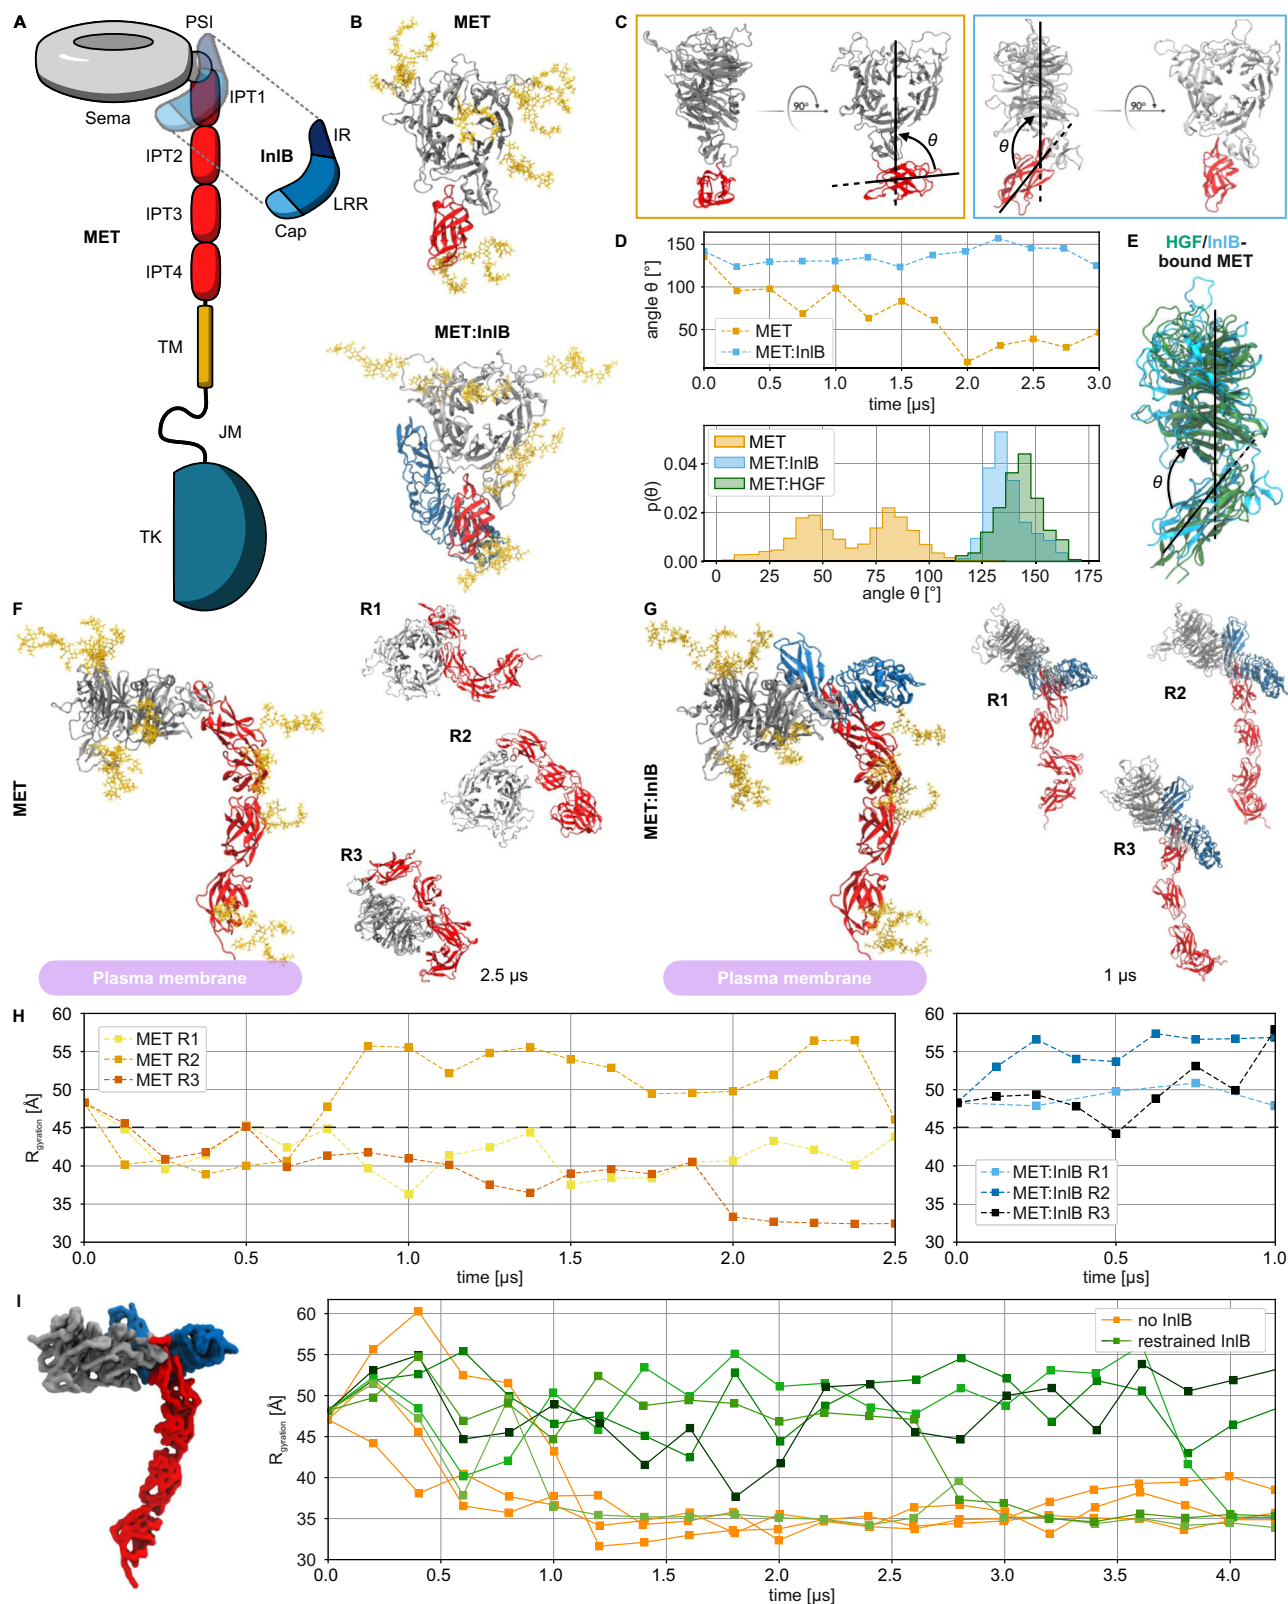 A
PSI
Sema
IPT1
IPT2
IPT3
MET
IPT4
TM
JM
TK
InlB
IR
LRR
Cap
B
MET
MET:InlB
C
90°
θ
θ
90°
D
angle θ [°]
150
100
50
MET
MET:InlB
0.0
0.5
1.0
1.5
2.0
2.5
3.0
time [µs]
p(θ)
0.04
0.02
0.00
MET
MET:InlB
MET:HGF
0
25
50
75
100
125
150
175
angle θ [°]
E
HGF/InlB-
bound MET
θ
F
MET
Plasma membrane
R1
R2
R3
2.5 µs
G
MET:InlB
Plasma membrane
R1
R2
R3
1 µs
H
Rgyration [Å]
60
55
50
45
40
35
30
MET R1
MET R2
MET R3
0.0
0.5
1.0
1.5
2.0
2.5
time [µs]
60
55
50
45
40
35
30
MET:InlB R1
MET:InlB R2
MET:InlB R3
0.0
0.5
1.0
time [µs]
I
Rgyration [Å]
60
55
50
45
40
35
30
no InlB
restrained InlB
0.0
0.5
1.0
1.5
2.0
2.5
3.0
3.5
4.0
time [µs]